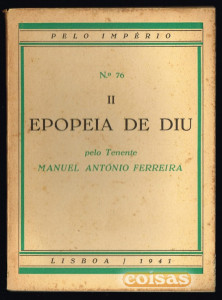 PELO IMPÉRIO
N.º 76
II
EPOPEIA DE DIU
pelo Tenente
MANUEL ANTÓNIO FERREIRA
LISBOA / 1941
coisas